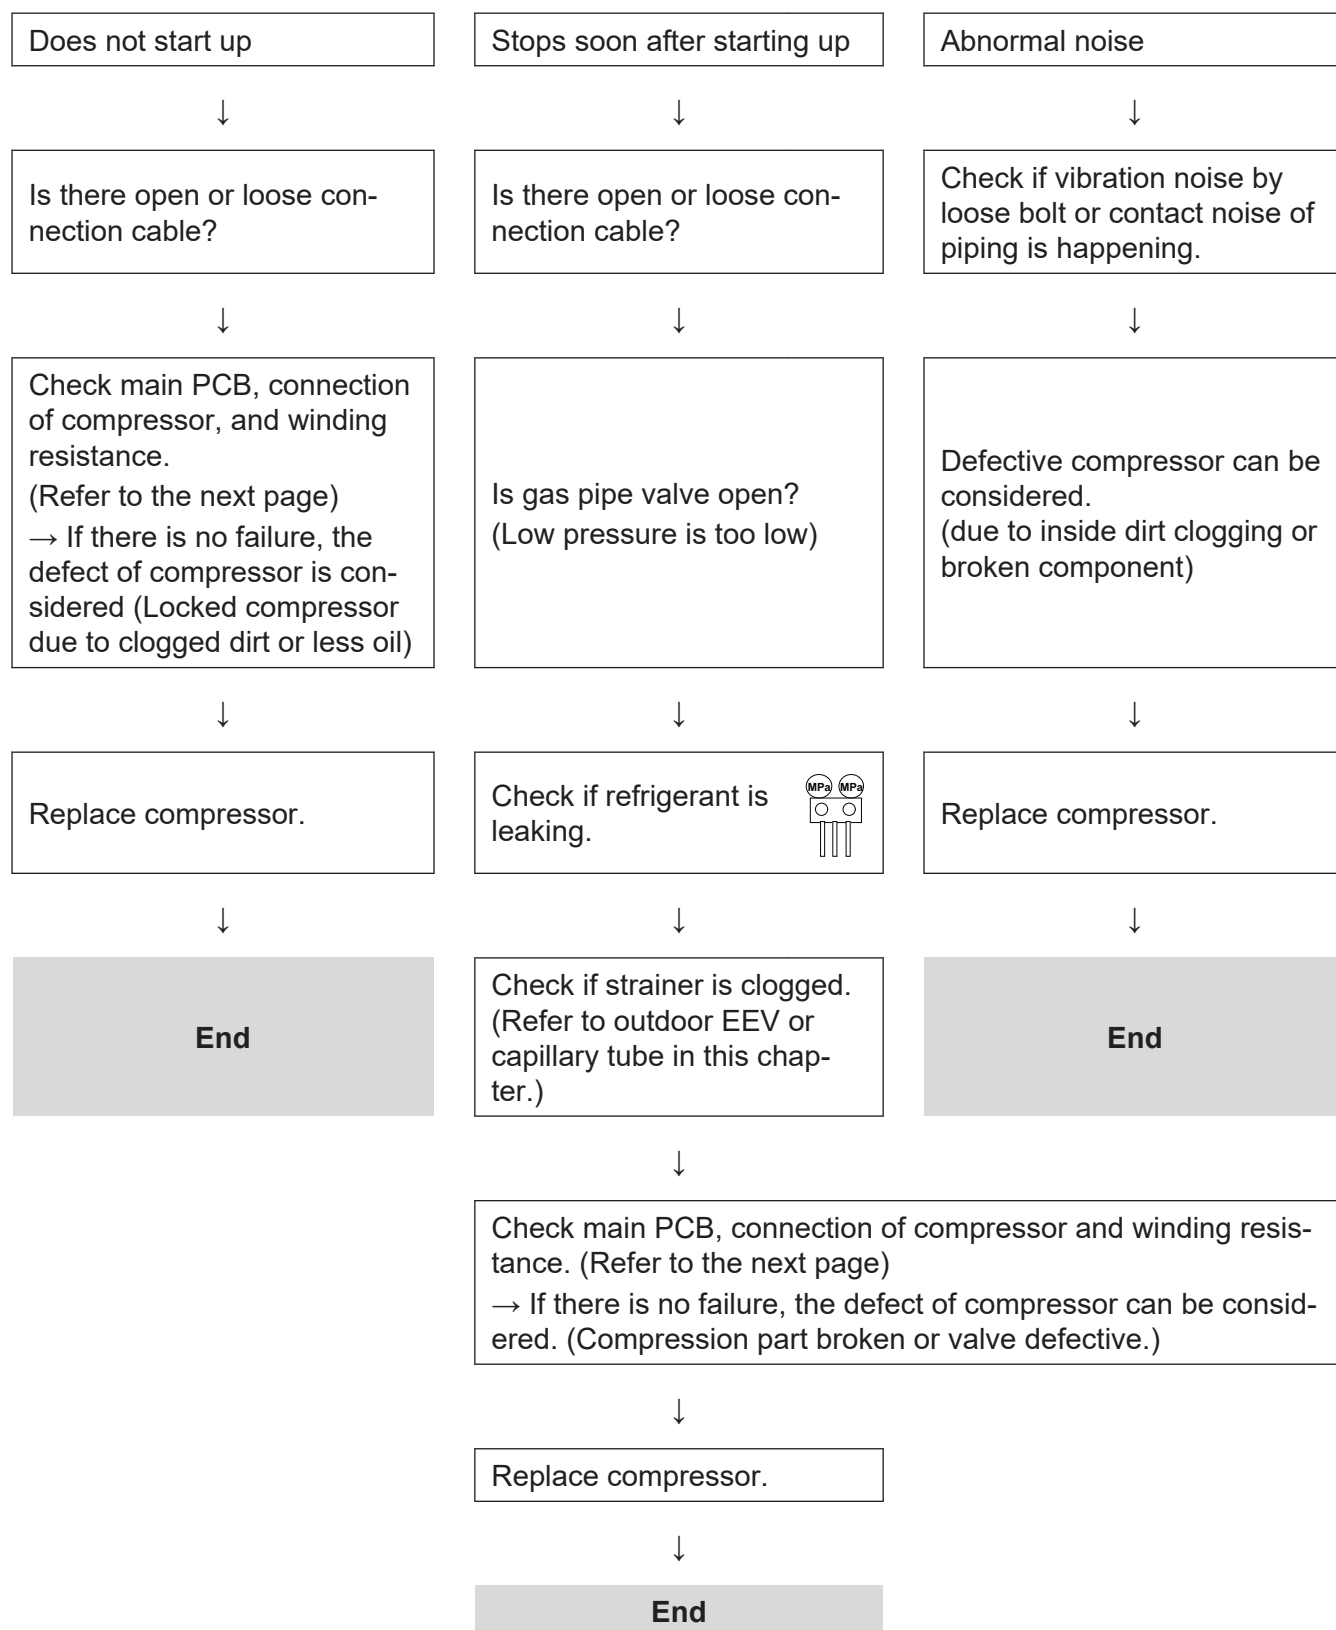 Does not start up
↓
Is there open or loose con-
nection cable?
↓
Check main PCB, connection
of compressor, and winding
resistance.
(Refer to the next page)
→ If there is no failure, the
defect of compressor is con-
sidered (Locked compressor
due to clogged dirt or less oil)
↓
Replace compressor.
↓
End
Stops soon after starting up
↓
Is there open or loose con-
nection cable?
↓
Is gas pipe valve open?
(Low pressure is too low)
↓
Check if refrigerant is
leaking.
MPa MPa
↓
Check if strainer is clogged.
(Refer to outdoor EEV or
capillary tube in this chap-
ter.)
↓
Check main PCB, connection of compressor and winding resis-
tance. (Refer to the next page)
→ If there is no failure, the defect of compressor can be consid-
ered. (Compression part broken or valve defective.)
↓
Replace compressor.
↓
End
Abnormal noise
↓
Check if vibration noise by
loose bolt or contact noise of
piping is happening.
↓
Defective compressor can be
considered.
(due to inside dirt clogging or
broken component)
↓
Replace compressor.
↓
End